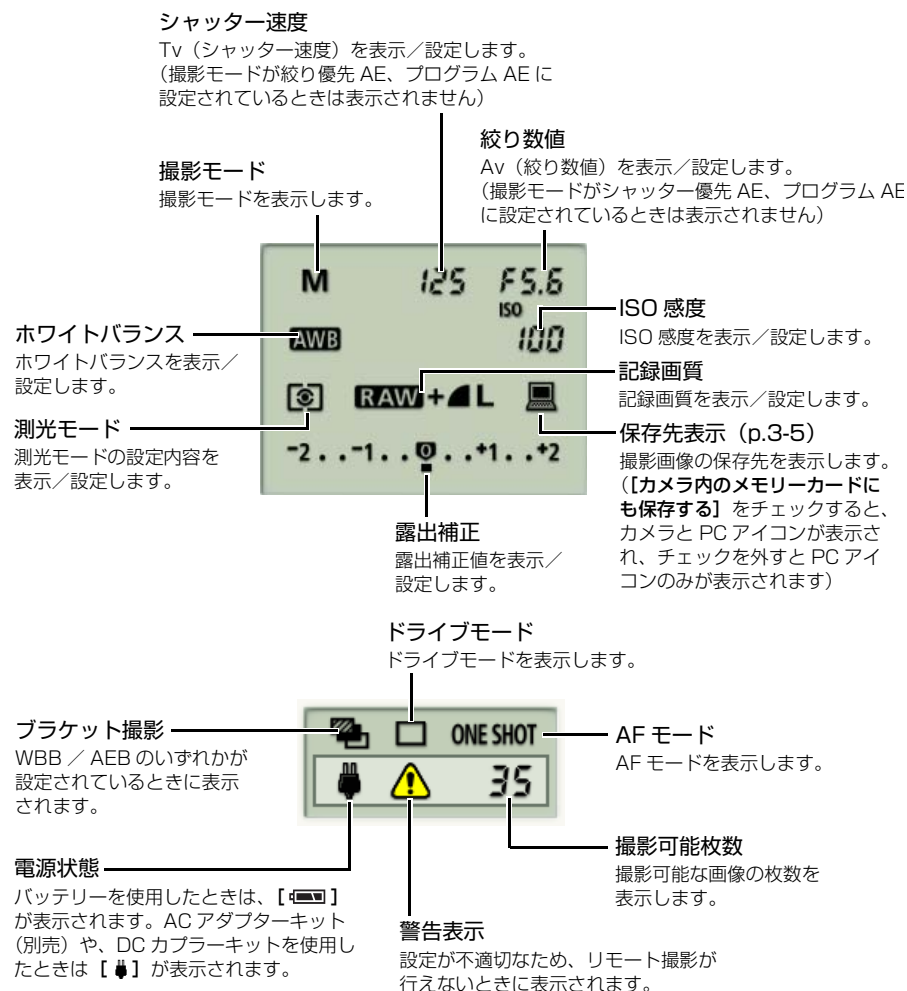 シャッター速度
Tv（シャッター速度）を表示／設定します。
（撮影モードが絞り優先 AE、プログラム AE に
設定されているときは表示されません）
絞り数値
Av（絞り数値）を表示／設定します。
（撮影モードがシャッター優先 AE、プログラム AE
に設定されているときは表示されません）
撮影モード
撮影モードを表示します。
M 125 F5.6
ISO
AWB 100
RAW+L
-2..-1..0..+1..+2
ホワイトバランス
ホワイトバランスを表示／
設定します。
測光モード
測光モードの設定内容を
表示／設定します。
ISO 感度
ISO 感度を表示／設定します。
記録画質
記録画質を表示／設定します。
保存先表示（p.3-5）
撮影画像の保存先を表示します。
（［カメラ内のメモリーカードに
も保存する］をチェックすると、
カメラと PC アイコンが表示さ
れ、チェックを外すと PC アイ
コンのみが表示されます）
露出補正
露出補正値を表示／
設定します。
ドライブモード
ドライブモードを表示します。
ONE SHOT
35
ブラケット撮影
WBB ／ AEB のいずれかが
設定されているときに表示
されます。
AF モード
AF モードを表示します。
電源状態
バッテリーを使用したときは、［ ］
が表示されます。AC アダプターキット
（別売）や、DC カプラーキットを使用し
たときは［ ］が表示されます。
撮影可能枚数
撮影可能な画像の枚数を
表示します。
警告表示
設定が不適切なため、リモート撮影が
行えないときに表示されます。